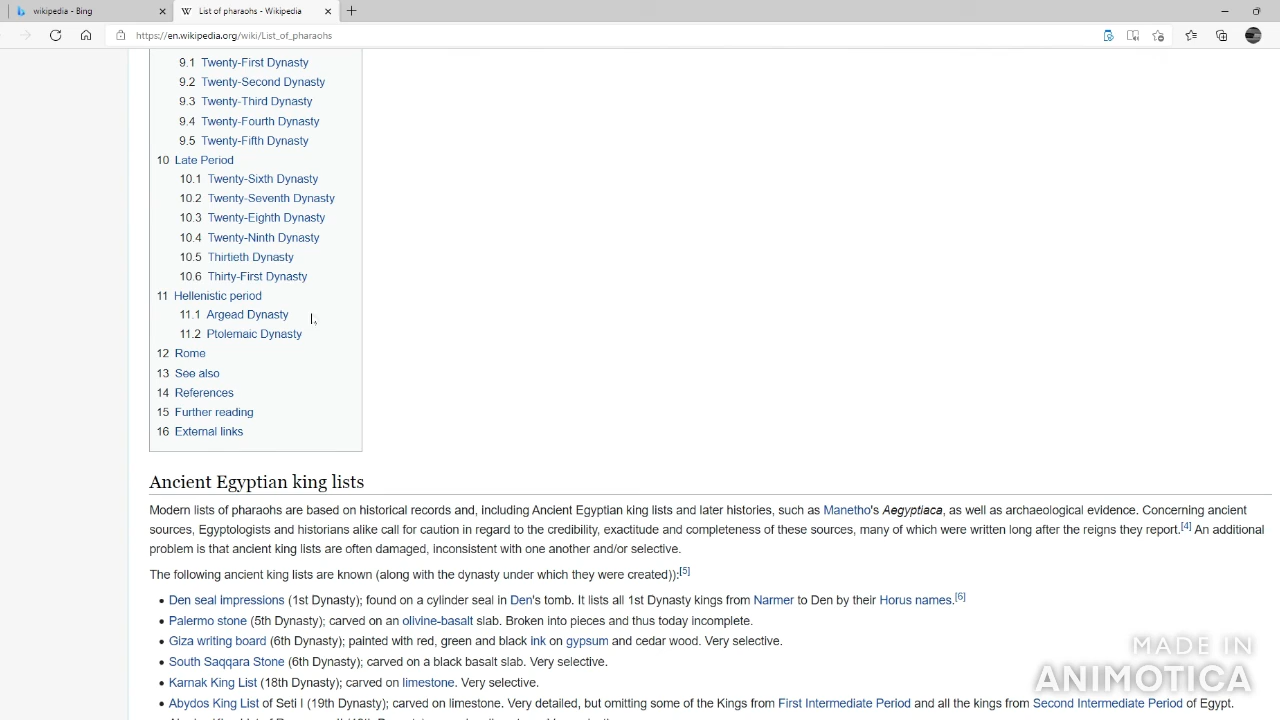 wikipedia - Bing
List of pharaohs - Wikipedia
https://en.wikipedia.org/wiki/List_of_pharaohs
9.1 Twenty-First Dynasty
9.2 Twenty-Second Dynasty
9.3 Twenty-Third Dynasty
9.4 Twenty-Fourth Dynasty
9.5 Twenty-Fifth Dynasty
10 Late Period
10.1 Twenty-Sixth Dynasty
10.2 Twenty-Seventh Dynasty
10.3 Twenty-Eighth Dynasty
10.4 Twenty-Ninth Dynasty
10.5 Thirtieth Dynasty
10.6 Thirty-First Dynasty
11 Hellenistic period
11.1 Argead Dynasty
11.2 Ptolemaic Dynasty
12 Rome
13 See also
14 References
15 Further reading
16 External links
Ancient Egyptian king lists
Modern lists of pharaohs are based on historical records and, including Ancient Egyptian king lists and later histories, such as Manetho's Aegyptiaca, as well as archaeological evidence. Concerning ancient
sources, Egyptologists and historians alike call for caution in regard to the credibility, exactitude and completeness of these sources, many of which were written long after the reigns they report.[4] An additional
problem is that ancient king lists are often damaged, inconsistent with one another and/or selective.
The following ancient king lists are known (along with the dynasty under which they were created)):[5]
• Den seal impressions (1st Dynasty); found on a cylinder seal in Den's tomb. It lists all 1st Dynasty kings from Narmer to Den by their Horus names.[6]
• Palermo stone (5th Dynasty); carved on an olivine-basalt slab. Broken into pieces and thus today incomplete.
• Giza writing board (6th Dynasty); painted with red, green and black ink on gypsum and cedar wood. Very selective.
• South Saqqara Stone (6th Dynasty); carved on a black basalt slab. Very selective.
• Karnak King List (18th Dynasty); carved on limestone. Very selective.
• Abydos King List of Seti I (19th Dynasty); carved on limestone. Very detailed, but omitting some of the Kings from First Intermediate Period and all the kings from Second Intermediate Period of Egypt.
MADE IN
ANIMOTICA